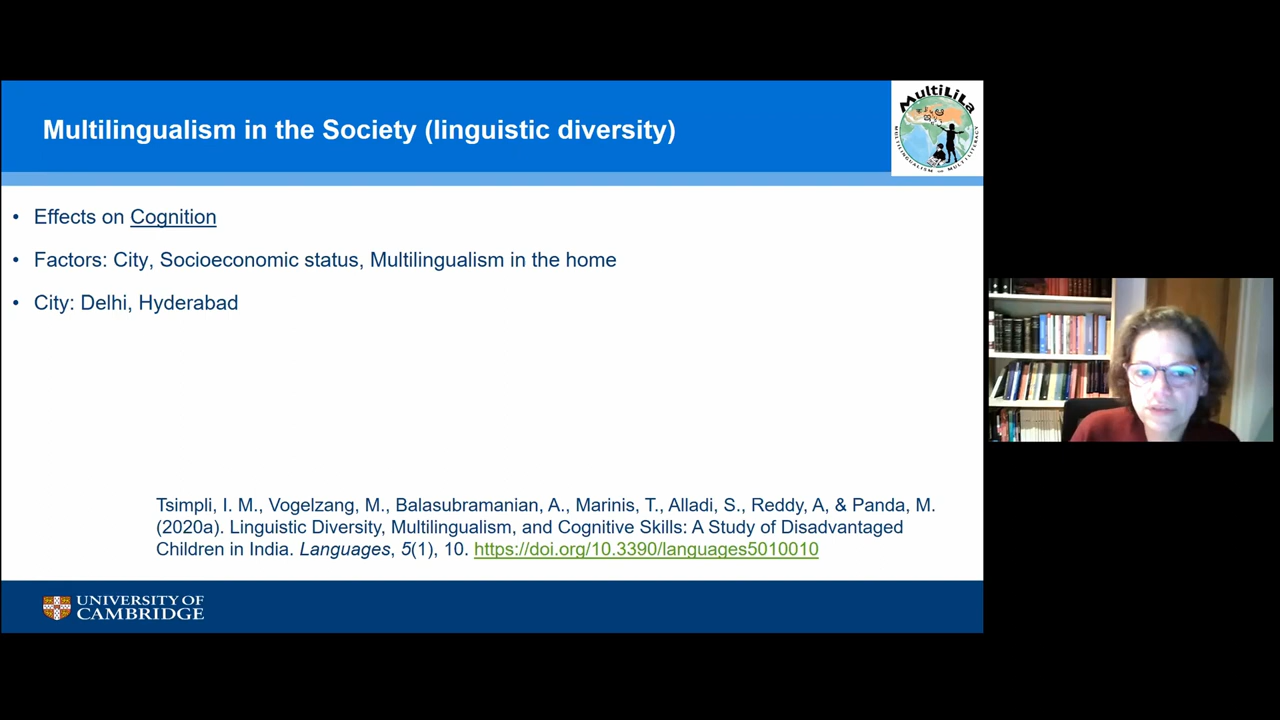 Multilingualism in the Society (linguistic diversity)
MultiLiLa
• Effects on Cognition
• Factors: City, Socioeconomic status, Multilingualism in the home
• City: Delhi, Hyderabad
Tsimpli, I. M., Vogelzang, M., Balasubramanian, A., Marinis, T., Alladi, S., Reddy, A, & Panda, M.
(2020a). Linguistic Diversity, Multilingualism, and Cognitive Skills: A Study of Disadvantaged
Children in India. Languages, 5(1), 10. https://doi.org/10.3390/languages5010010
UNIVERSITY OF
CAMBRIDGE